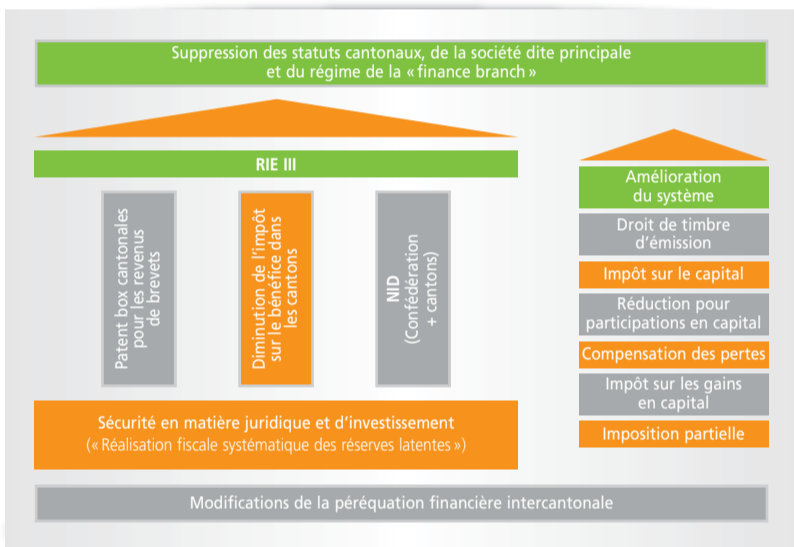 Suppression des statuts cantonaux, de la société dite principale
et du régime de la « finance branch »
RIE III
Patent box cantonales
pour les revenus
de brevets
Diminution de l'impôt
sur le bénéfice dans
les cantons
NID
(Confédération
+ cantons)
Sécurité en matière juridique et d'investissement
(« Réalisation fiscale systématique des réserves latentes »)
Amélioration
du système
Droit de timbre
d'émission
Impôt sur le capital
Réduction pour
participations en capital
Compensation des pertes
Impôt sur les gains
en capital
Imposition partielle
Modifications de la péréquation financière intercantonale